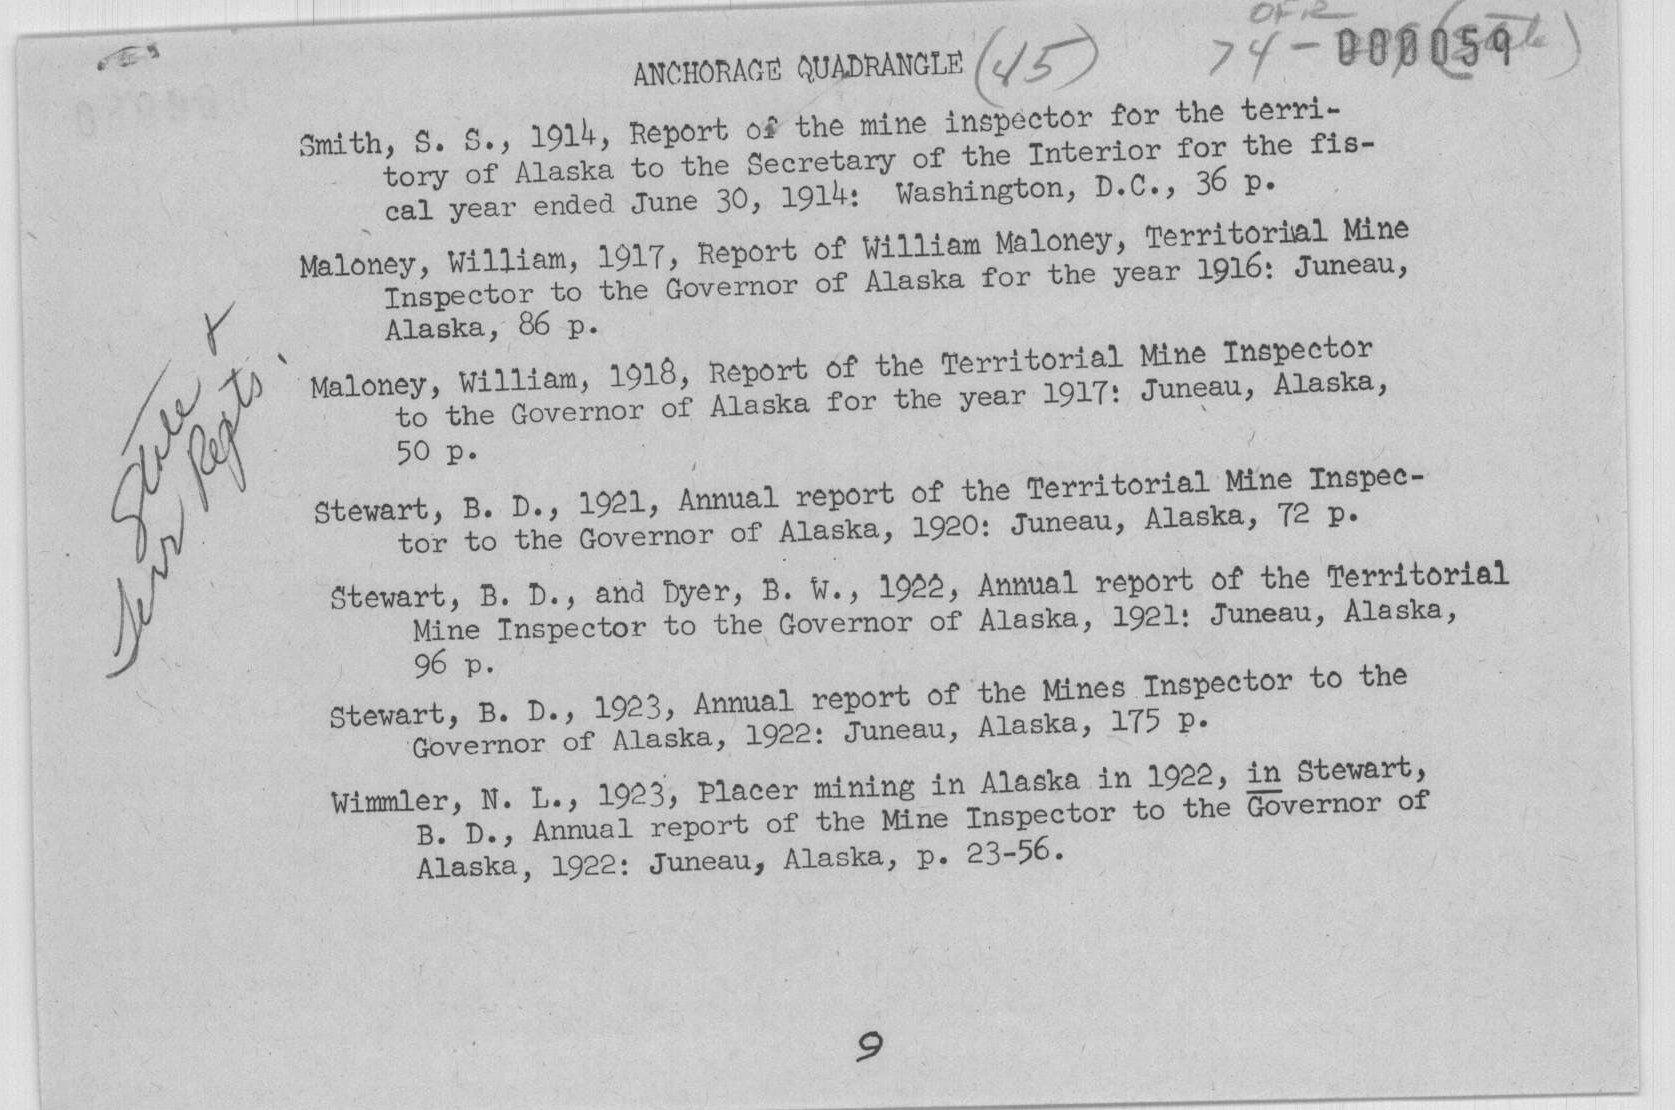 OFR
ANCHORAGE QUADRANGLE (45) 74- 000059
Smith, S. S., 1914, Report of the mine inspector for the terri-
tory of Alaska to the Secretary of the Interior for the fis-
cal year ended June 30, 1914: Washington, D.C., 36 p.
Maloney, William, 1917, Report of William Maloney, Territorial Mine
Inspector to the Governor of Alaska for the year 1916: Juneau,
Alaska, 86 p.
Maloney, William, 1918, Report of the Territorial Mine Inspector
to the Governor of Alaska for the year 1917: Juneau, Alaska,
50 p.
Stewart, B. D., 1921, Annual report of the Territorial Mine Inspec-
tor to the Governor of Alaska, 1920: Juneau, Alaska, 72 p.
Stewart, B. D., and Dyer, B. W., 1922, Annual report of the Territorial
Mine Inspector to the Governor of Alaska, 1921: Juneau, Alaska,
96 p.
Stewart, B. D., 1923, Annual report of the Mines Inspector to the
Governor of Alaska, 1922: Juneau, Alaska, 175 p.
Wimmler, N. L., 1923, Placer mining in Alaska in 1922, in Stewart,
B. D., Annual report of the Mine Inspector to the Governor of
Alaska, 1922: Juneau, Alaska, p. 23-56.
State &
Terr Repts.
9